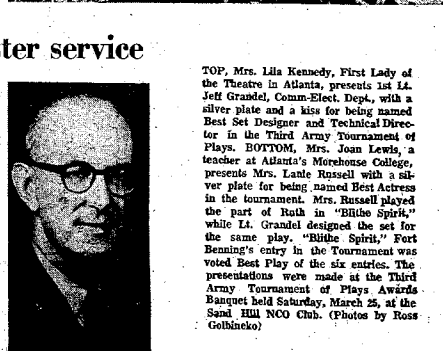 ter service
TOP, Mrs. Lila Kennedy, First Lady of
the Theatre in Atlanta, presents 1st Lt.
Jeff Grandel, Comm-Elect. Dept., with a
silver plate and a kiss for being named
Best Set Designer and Technical Direc-
tor in the Third Army Tournament of
Plays. BOTTOM, Mrs. Joan Lewis, a
teacher at Atlanta's Morehouse College,
presents Mrs. Lanie Russell with a sil-
ver plate for being named Best Actress
in the tournament. Mrs. Russell played
the part of Ruth in "Blithe Spirit,"
while Lt. Grandel designed the set for
the same play. "Blithe Spirit," Fort
Benning's entry in the Tournament was
voted Best Play of the six entries. The
presentations were made at the Third
Army Tournament of Plays Awards
Banquet held Saturday, March 25, at the
Sand Hill NCO Club. (Photos by Ross
Golbineko)